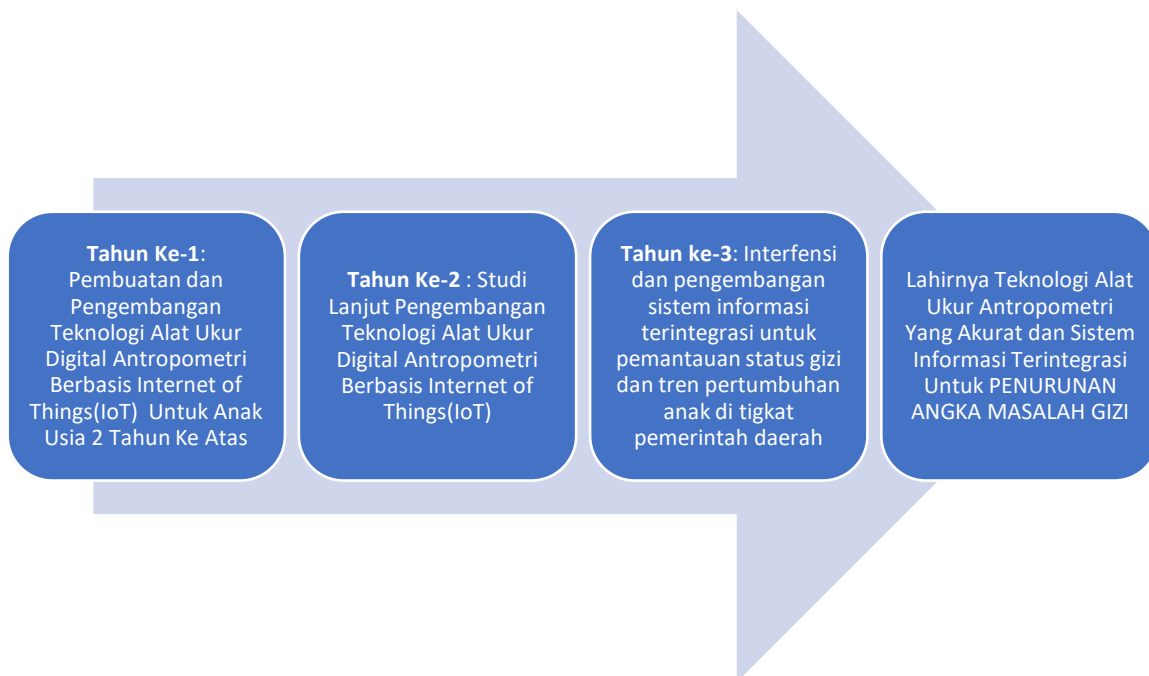 Tahun Ke-1:
Pembuatan dan
Pengembangan
Teknologi Alat Ukur
Digital Antropometri
Berbasis Internet of
Things(IoT) Untuk Anak
Usia 2 Tahun Ke Atas
Tahun Ke-2 : Studi
Lanjut Pengembangan
Teknologi Alat Ukur
Digital Antropometri
Berbasis Internet of
Things(IoT)
Tahun ke-3: Interfensi
dan pengembangan
sistem informasi
terintegrasi untuk
pemantauan status gizi
dan tren pertumbuhan
anak di tigkat
pemerintah daerah
Lahirnya Teknologi Alat
Ukur Antropometri
Yang Akurat dan Sistem
Informasi Terintegrasi
Untuk PENURUNAN
ANGKA MASALAH GIZI